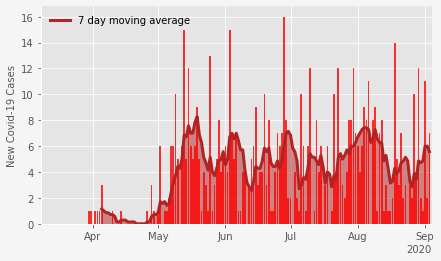 7 day moving average
New Covid-19 Cases
16
14
12
10
8
6
4
2
0
Apr
May
Jun
Jul
Aug
Sep
2020